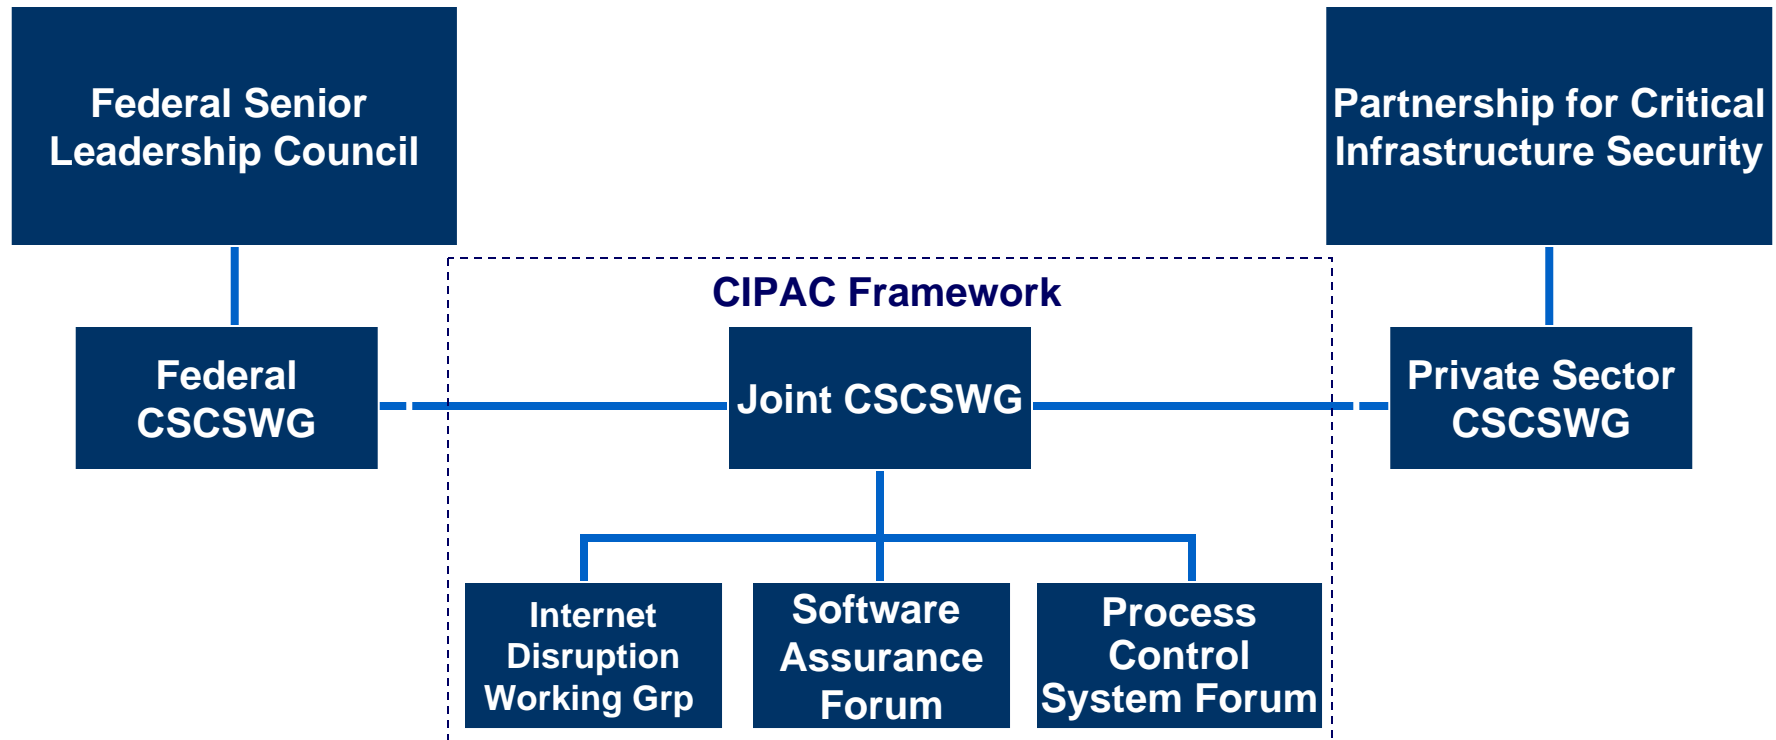 Federal Senior
Leadership Council
Partnership for Critical
Infrastructure Security
CIPAC Framework
Federal
CSCSWG
Joint CSCSWG
Private Sector
CSCSWG
Internet
Disruption
Working Grp
Software
Assurance
Forum
Process
Control
System Forum